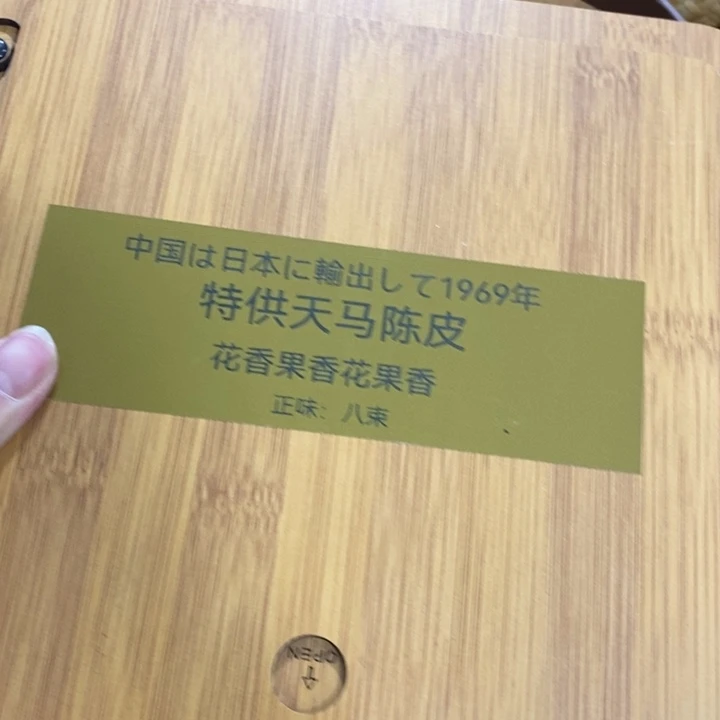 中国は日本に輸出して1969年
特供天马陈皮
花香果香花果香
正味：八束
OPEN